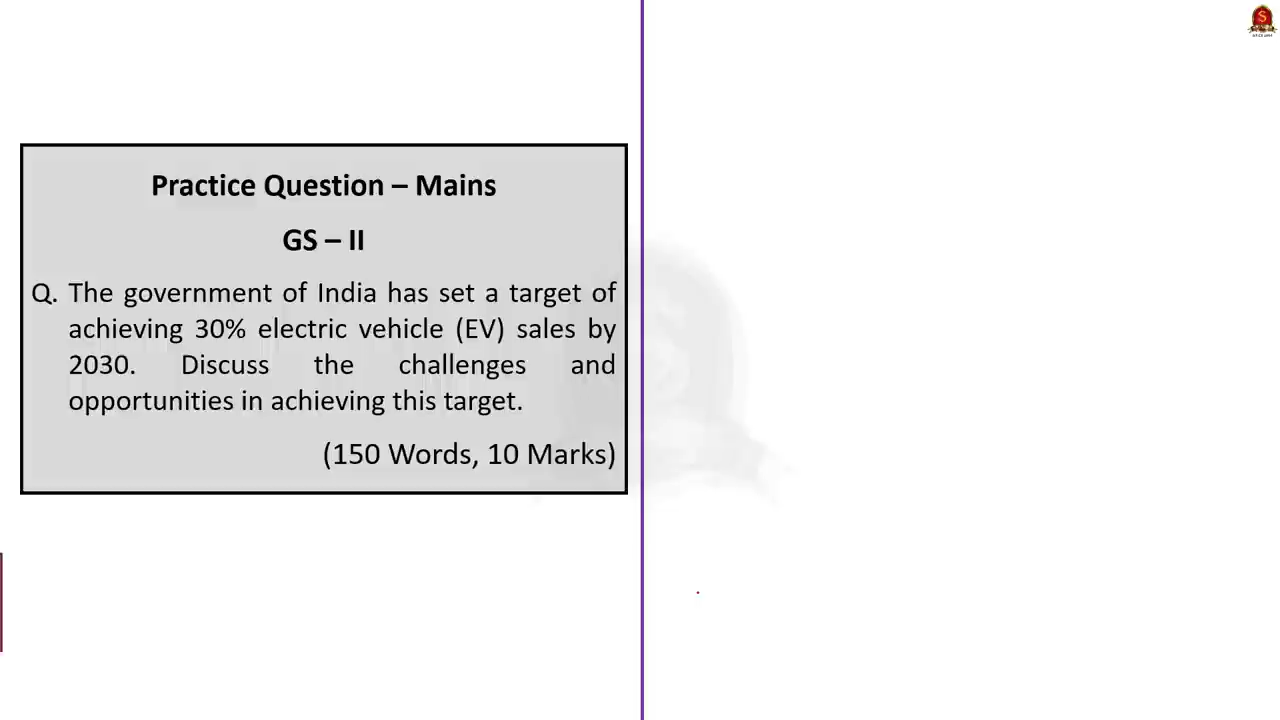 Practice Question – Mains
GS – II
Q. The government of India has set a target of
achieving 30% electric vehicle (EV) sales by
2030. Discuss the challenges and
opportunities in achieving this target.
(150 Words, 10 Marks)